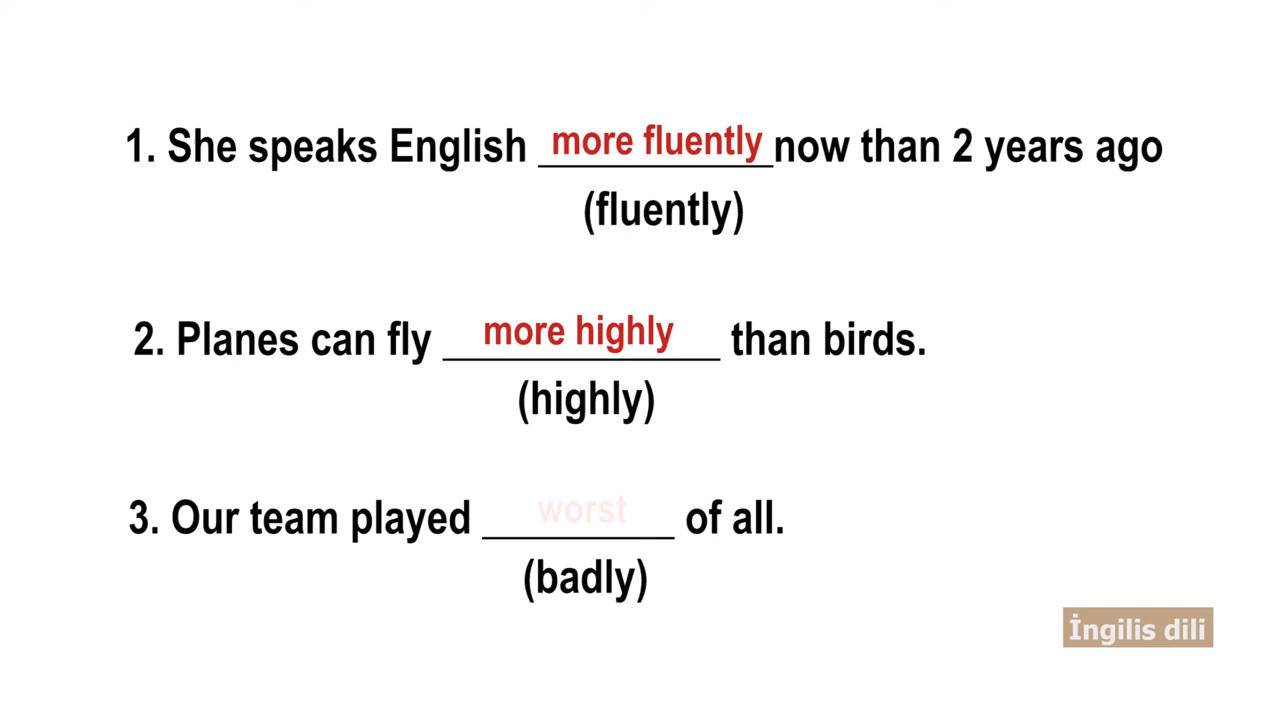 1. She speaks English more fluently now than 2 years ago
(fluently)
2. Planes can fly more highly than birds.
(highly)
3. Our team played worst of all.
(badly)
İngilis dili